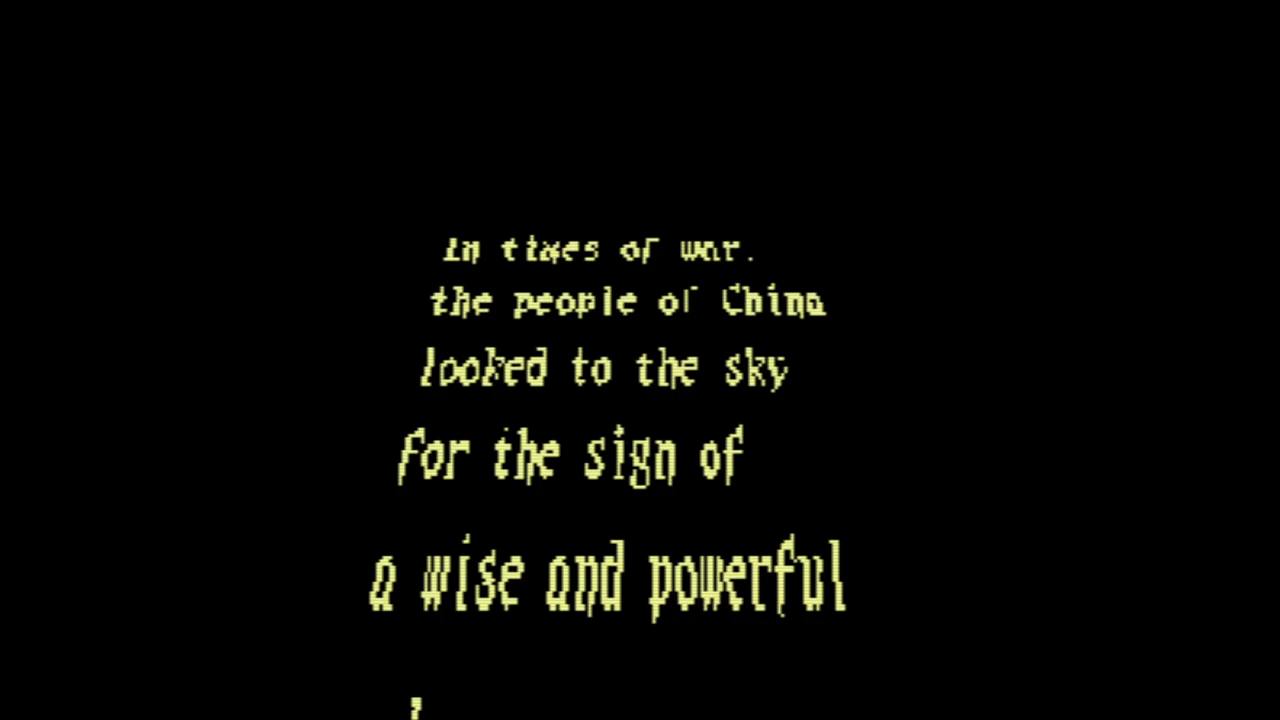 In times of war.
the people of China
looked to the sky
for the sign of
a wise and powerful